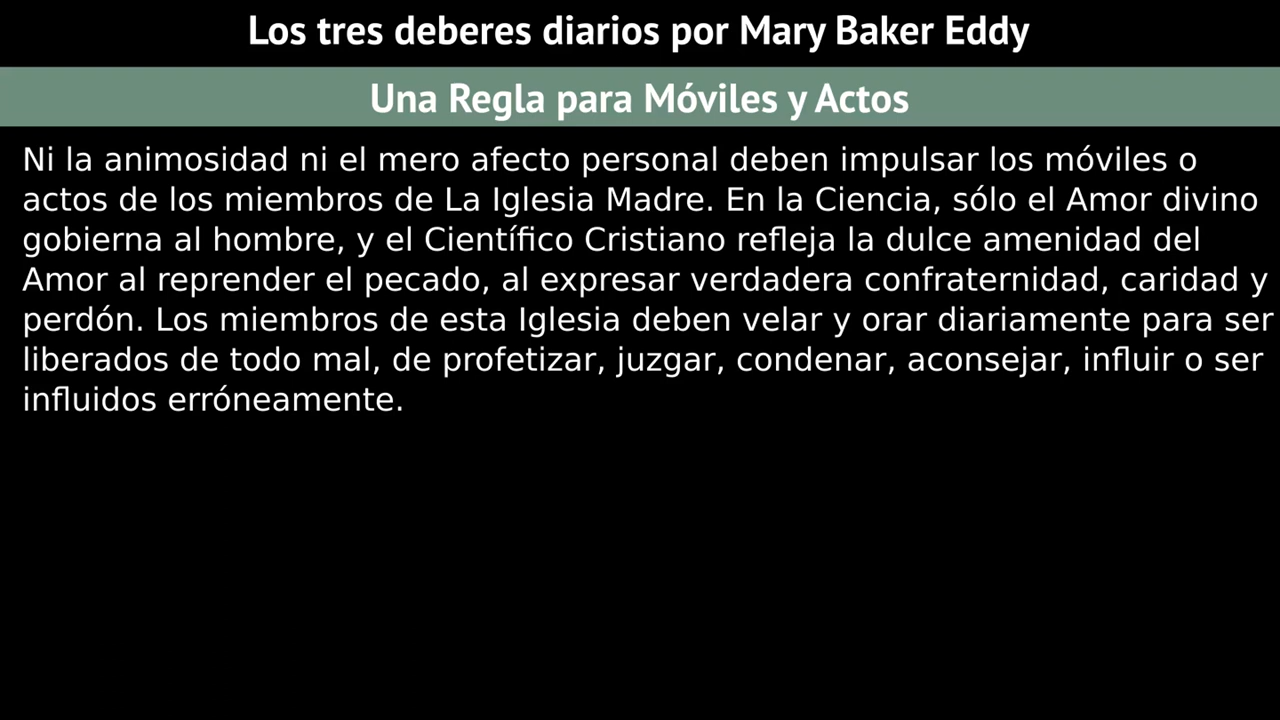 Los tres deberes diarios por Mary Baker Eddy
Una Regla para Móviles y Actos
Ni la animosidad ni el mero afecto personal deben impulsar los móviles o
actos de los miembros de La Iglesia Madre. En la Ciencia, sólo el Amor divino
gobierna al hombre, y el Científico Cristiano refleja la dulce amenidad del
Amor al reprender el pecado, al expresar verdadera confraternidad, caridad y
perdón. Los miembros de esta Iglesia deben velar y orar diariamente para ser
liberados de todo mal, de profetizar, juzgar, condenar, aconsejar, influir o ser
influidos erróneamente.